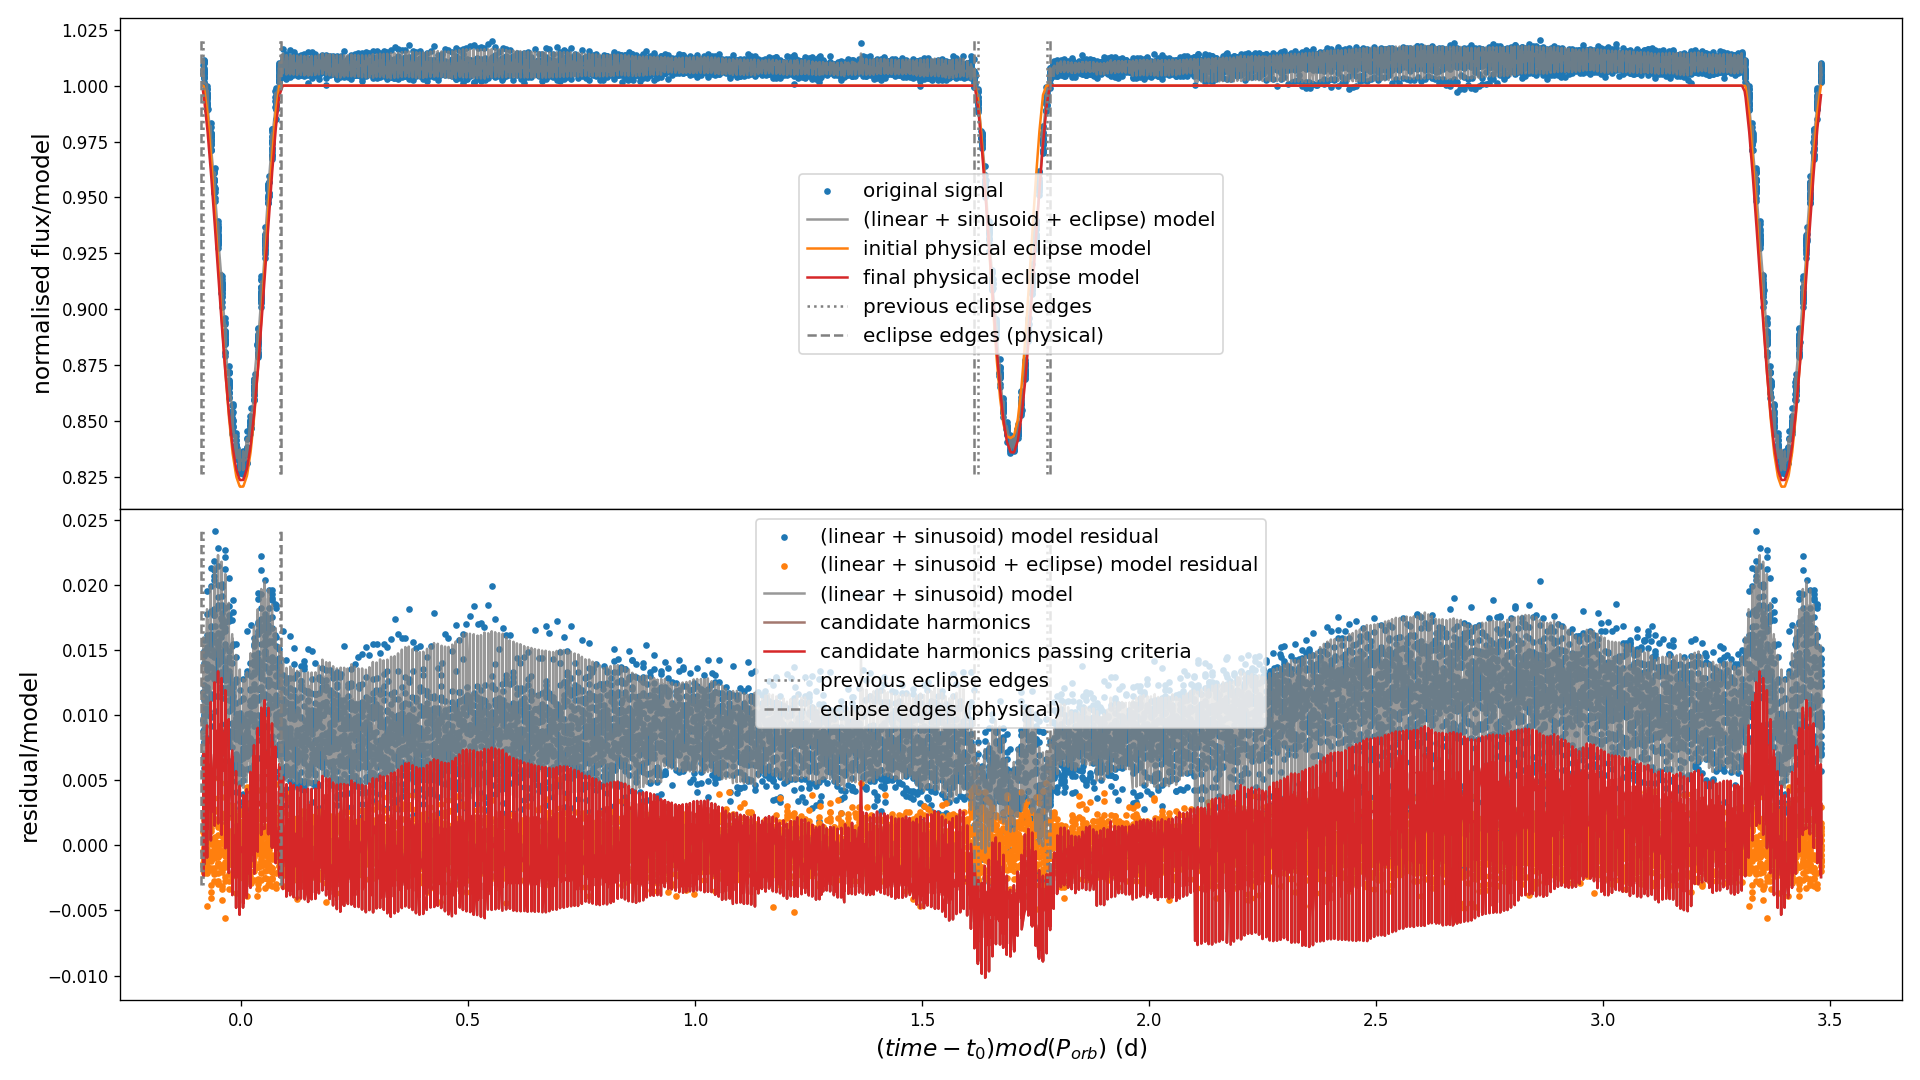 1.025
1.000
0.975
0.950
0.925
0.900
0.875
0.850
0.825
normalised flux/model
original signal
(linear + sinusoid + eclipse) model
initial physical eclipse model
final physical eclipse model
previous eclipse edges
eclipse edges (physical)
0.025
0.020
0.015
0.010
0.005
0.000
−0.005
−0.010
residual/model
(linear + sinusoid) model residual
(linear + sinusoid + eclipse) model residual
(linear + sinusoid) model
candidate harmonics
candidate harmonics passing criteria
previous eclipse edges
eclipse edges (physical)
0.0 0.5 1.0 1.5 2.0 2.5 3.0 3.5
(time − t₀)mod(P_orb) (d)